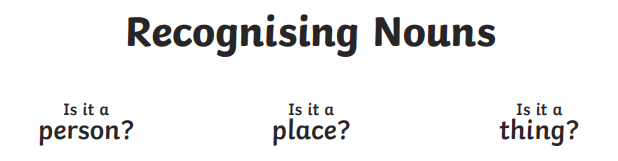 Recognising Nouns
Is it a
person?
Is it a
place?
Is it a
thing?